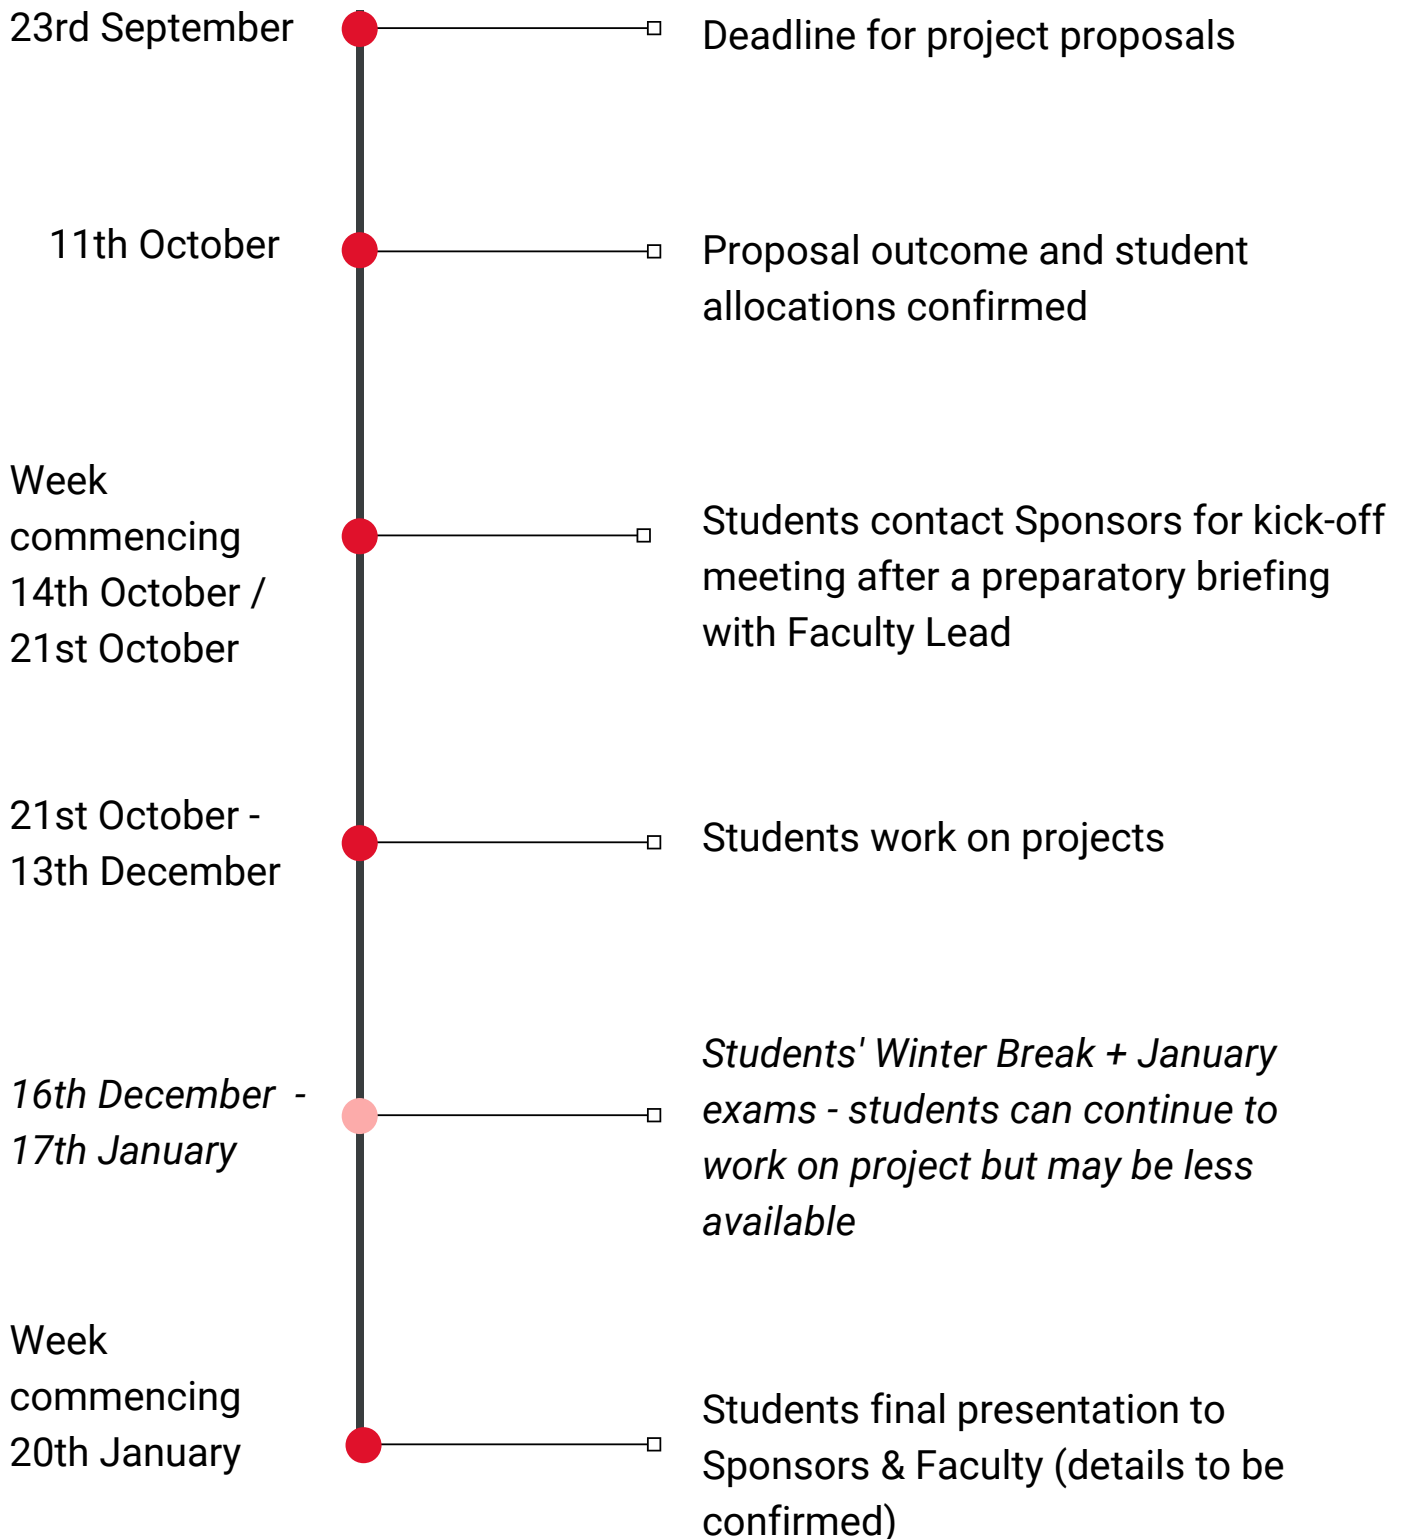 23rd September
Deadline for project proposals
11th October
Proposal outcome and student
allocations confirmed
Week
commencing
14th October /
21st October
Students contact Sponsors for kick-off
meeting after a preparatory briefing
with Faculty Lead
21st October -
13th December
Students work on projects
16th December  -
17th January
Students' Winter Break + January
exams - students can continue to
work on project but may be less
available
Week
commencing
20th January
Students final presentation to
Sponsors & Faculty (details to be
confirmed)